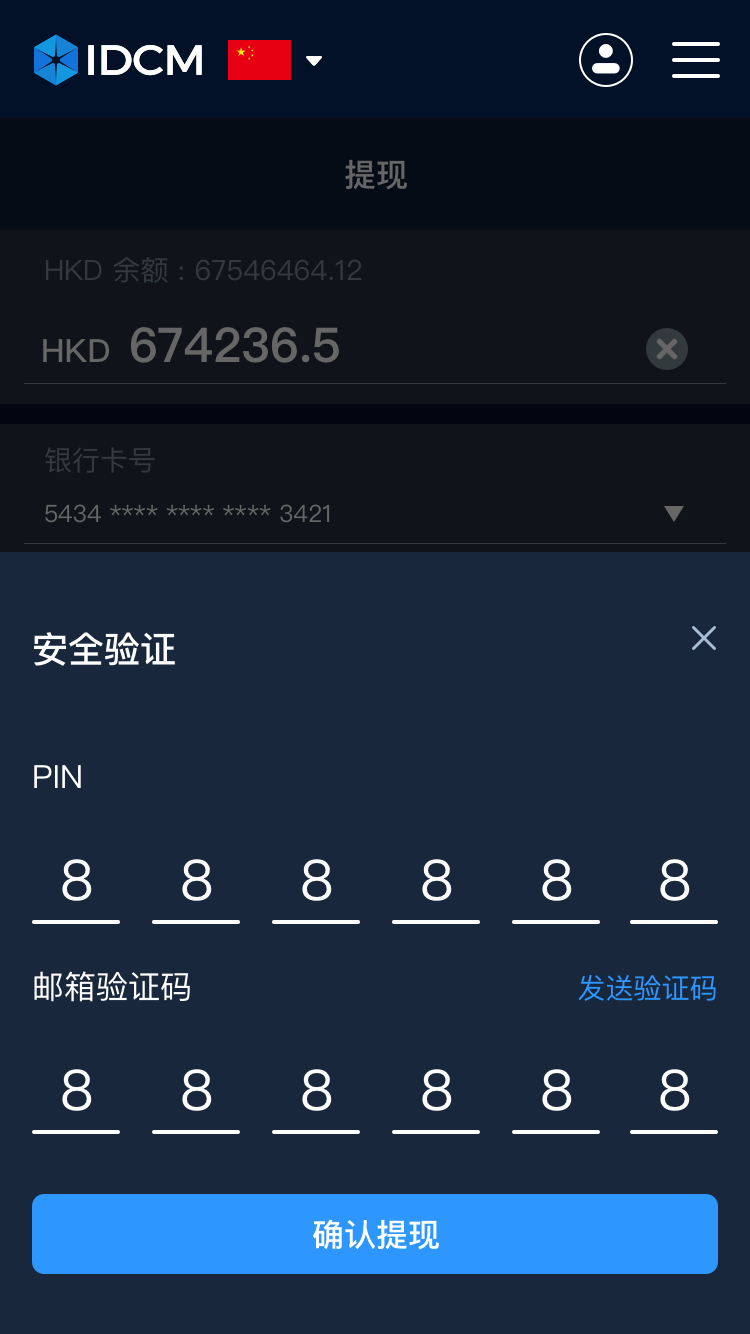 IDCM
提现
HKD 余额 : 67546464.12
HKD 674236.5
银行卡号
5434 **** **** **** 3421
安全验证
PIN
8 8 8 8 8 8
邮箱验证码 发送验证码
8 8 8 8 8 8
确认提现